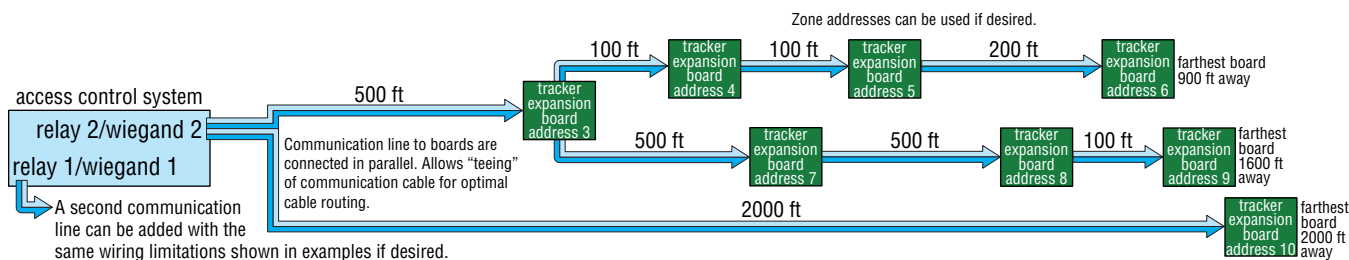 Zone addresses can be used if desired.
access control system
relay 2/wiegand 2
relay 1/wiegand 1
A second communication
line can be added with the
same wiring limitations shown in examples if desired.
500 ft
Communication line to boards are
connected in parallel. Allows “teeing”
of communication cable for optimal
cable routing.
tracker
expansion
board
address 3
100 ft
tracker
expansion
board
address 4
100 ft
tracker
expansion
board
address 5
200 ft
tracker
expansion
board
address 6
farthest board
900 ft away
500 ft
tracker
expansion
board
address 7
500 ft
tracker
expansion
board
address 8
100 ft
tracker
expansion
board
address 9
farthest
board
1600 ft
away
2000 ft
tracker
expansion
board
address 10
farthest
board
2000 ft
away